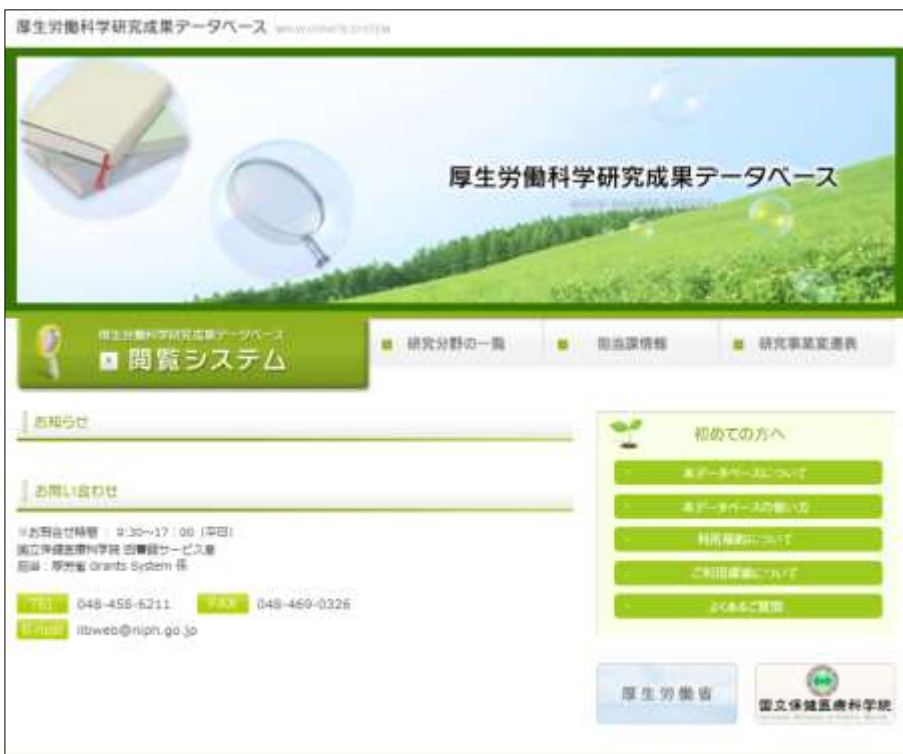 厚生労働科学研究成果データベース
厚生労働科学研究成果データベース
厚生労働科学研究成果データベース
閲覧システム
研究分野の一覧
担当課情報
研究事業変遷表
お知らせ
初めての方へ
本データベースについて
本データベースの使い方
利用規約について
ご利用環境について
よくあるご質問
お問い合わせ
※お問合せ時間 : 9:30~17:00 (平日)
国立保健医療科学院 図書館サービス室
担当 : 厚労省 Grants System 係
TEL 048-458-6211 FAX 048-469-0326
E-mail libweb@niph.go.jp
厚生労働省
国立保健医療科学院